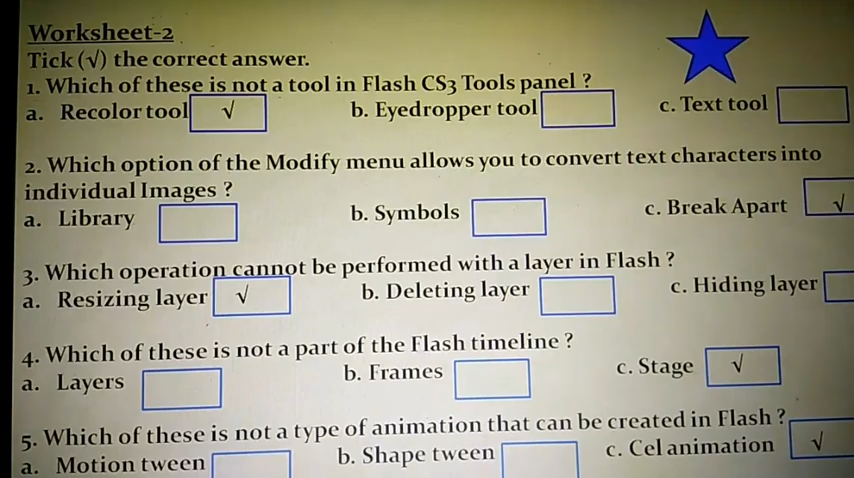 Worksheet-2
Tick (√) the correct answer.
1. Which of these is not a tool in Flash CS3 Tools panel ?
a. Recolor tool √ b. Eyedropper tool c. Text tool
2. Which option of the Modify menu allows you to convert text characters into
individual Images ?
a. Library b. Symbols c. Break Apart √
3. Which operation cannot be performed with a layer in Flash ?
a. Resizing layer √ b. Deleting layer c. Hiding layer
4. Which of these is not a part of the Flash timeline ?
a. Layers b. Frames c. Stage √
5. Which of these is not a type of animation that can be created in Flash ?
a. Motion tween b. Shape tween c. Cel animation √